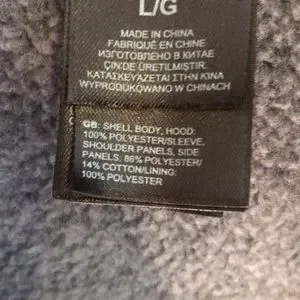 L/G
MADE IN CHINA
FABRIQUÉ EN CHINE
ИЗГОТОВЛЕНО В КИТАЕ
ÇİN'DE ÜRETİLMİŞTİR.
ΚΑΤΑΣΚΕΥΑΖΕΤΑΙ ΣΤΗΝ ΚΙΝΑ
WYPRODUKOWANO W CHINACH
GB: SHELL BODY, HOOD:
100% POLYESTER/SLEEVE,
SHOULDER PANELS, SIDE
PANELS: 86% POLYESTER/
14% COTTON/LINING:
100% POLYESTER